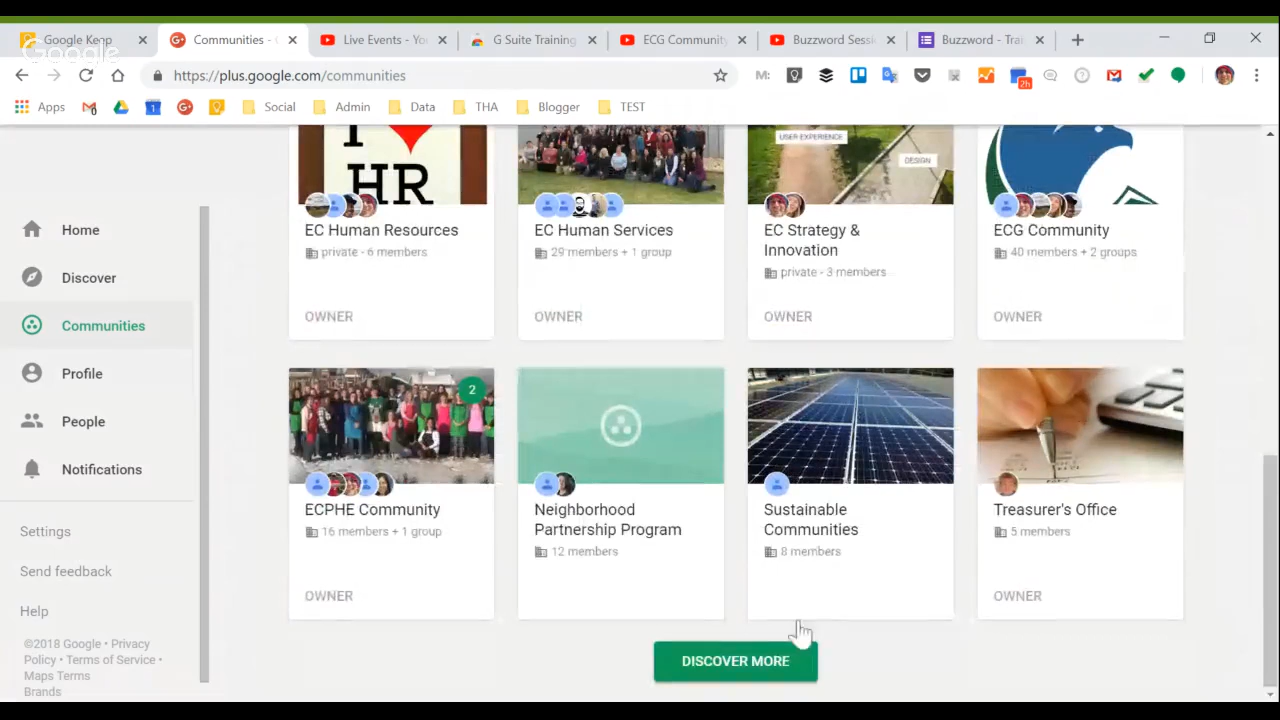 Google
Google Keep
Communities - G
Live Events - Yo
G Suite Training
ECG Community
Buzzword Sessi
Buzzword - Trai
https://plus.google.com/communities
M:
2h
Apps
0
1
Social
Admin
Data
THA
Blogger
TEST
I
HR
USER EXPERIENCE
DESIGN
EC Human Resources
private - 6 members
OWNER
EC Human Services
29 members + 1 group
OWNER
EC Strategy &
Innovation
private - 3 members
OWNER
ECG Community
40 members + 2 groups
OWNER
Home
Discover
Communities
Profile
People
Notifications
Settings
Send feedback
Help
©2018 Google • Privacy
Policy • Terms of Service •
Maps Terms
Brands
2
ECPHE Community
16 members + 1 group
OWNER
Neighborhood
Partnership Program
12 members
Sustainable
Communities
8 members
Treasurer's Office
5 members
OWNER
DISCOVER MORE